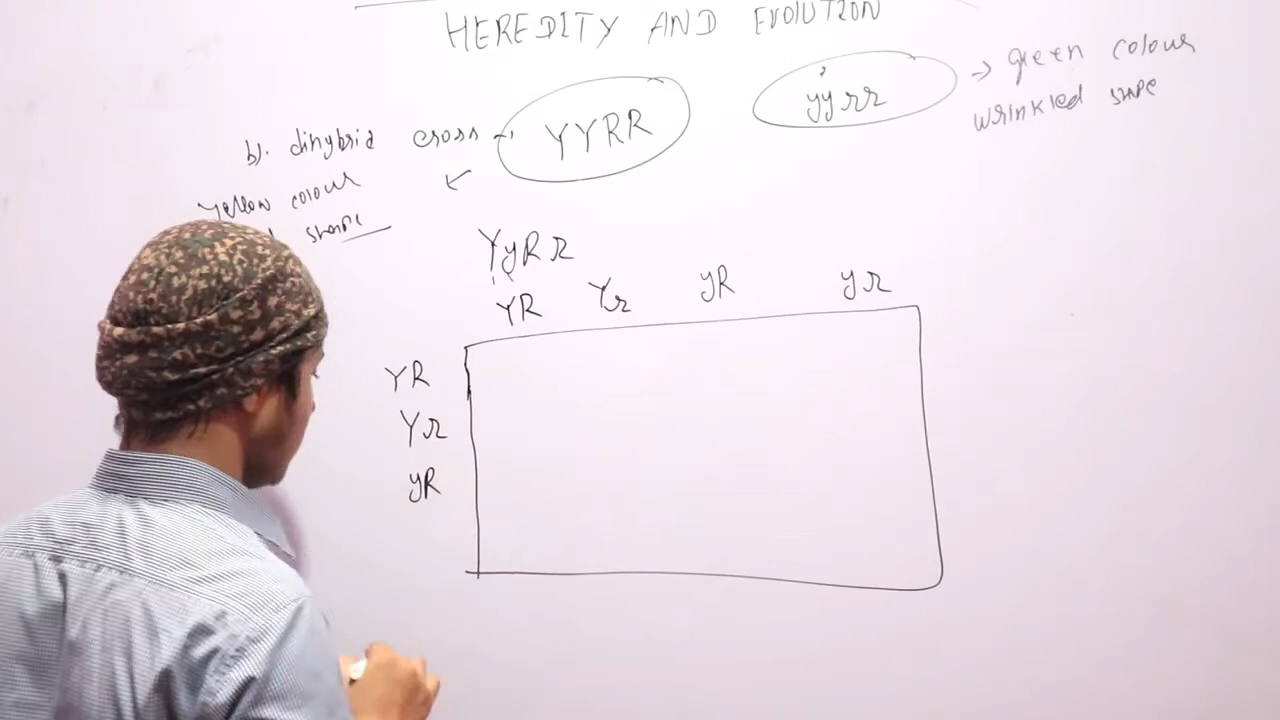 HEREDITY AND EVOLUTION
b). dihybrid cross → YYRR
yyrr → green colour
wrinkled shape
yellow colour
shape
YyRr
YR Yr yR yr
YR
Yr
yR